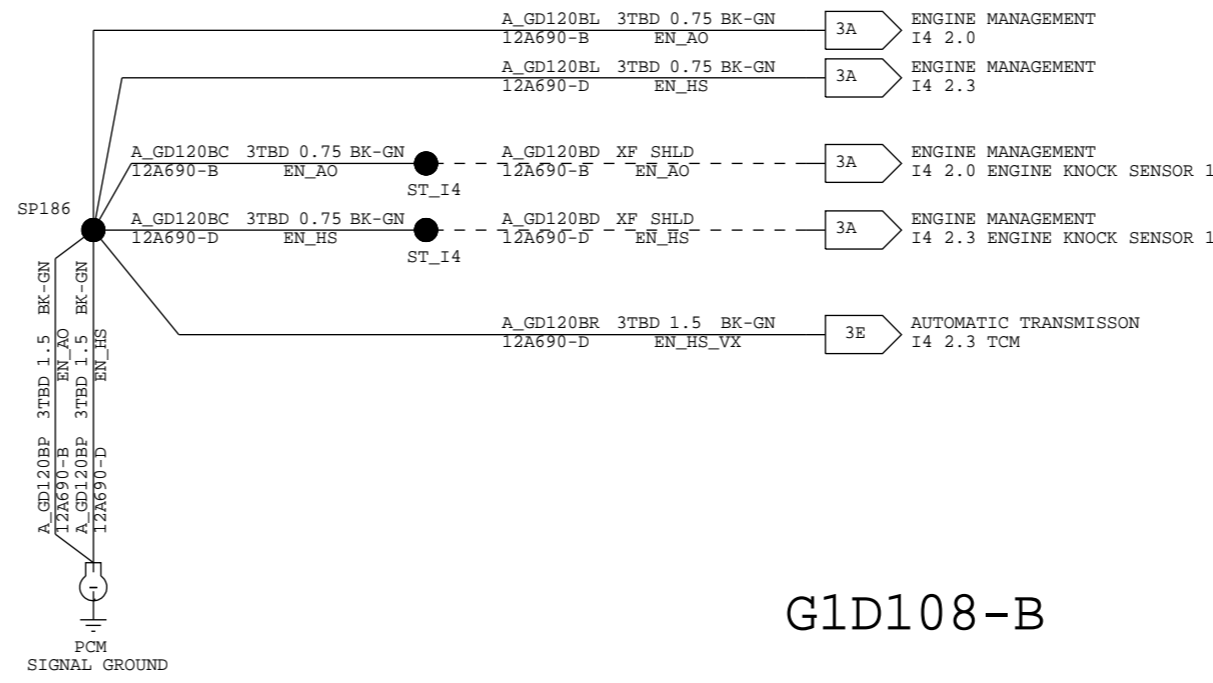 A_GD120BL 3TBD 0.75 BK-GN
12A690-B EN_AO
3A
ENGINE MANAGEMENT
I4 2.0
A_GD120BL 3TBD 0.75 BK-GN
12A690-D EN_HS
3A
ENGINE MANAGEMENT
I4 2.3
A_GD120BC 3TBD 0.75 BK-GN
12A690-B EN_AO
ST_I4
A_GD120BD XF SHLD
12A690-B EN_AO
3A
ENGINE MANAGEMENT
I4 2.0 ENGINE KNOCK SENSOR 1
SP186
A_GD120BC 3TBD 0.75 BK-GN
12A690-D EN_HS
ST_I4
A_GD120BD XF SHLD
12A690-D EN_HS
3A
ENGINE MANAGEMENT
I4 2.3 ENGINE KNOCK SENSOR 1
A_GD120BR 3TBD 1.5 BK-GN
12A690-D EN_HS_VX
3E
AUTOMATIC TRANSMISSON
I4 2.3 TCM
A_GD120BP 3TBD 1.5 BK-GN
12A690-B EN_AO
A_GD120BP 3TBD 1.5 BK-GN
12A690-D EN_HS
PCM
SIGNAL GROUND
G1D108-B